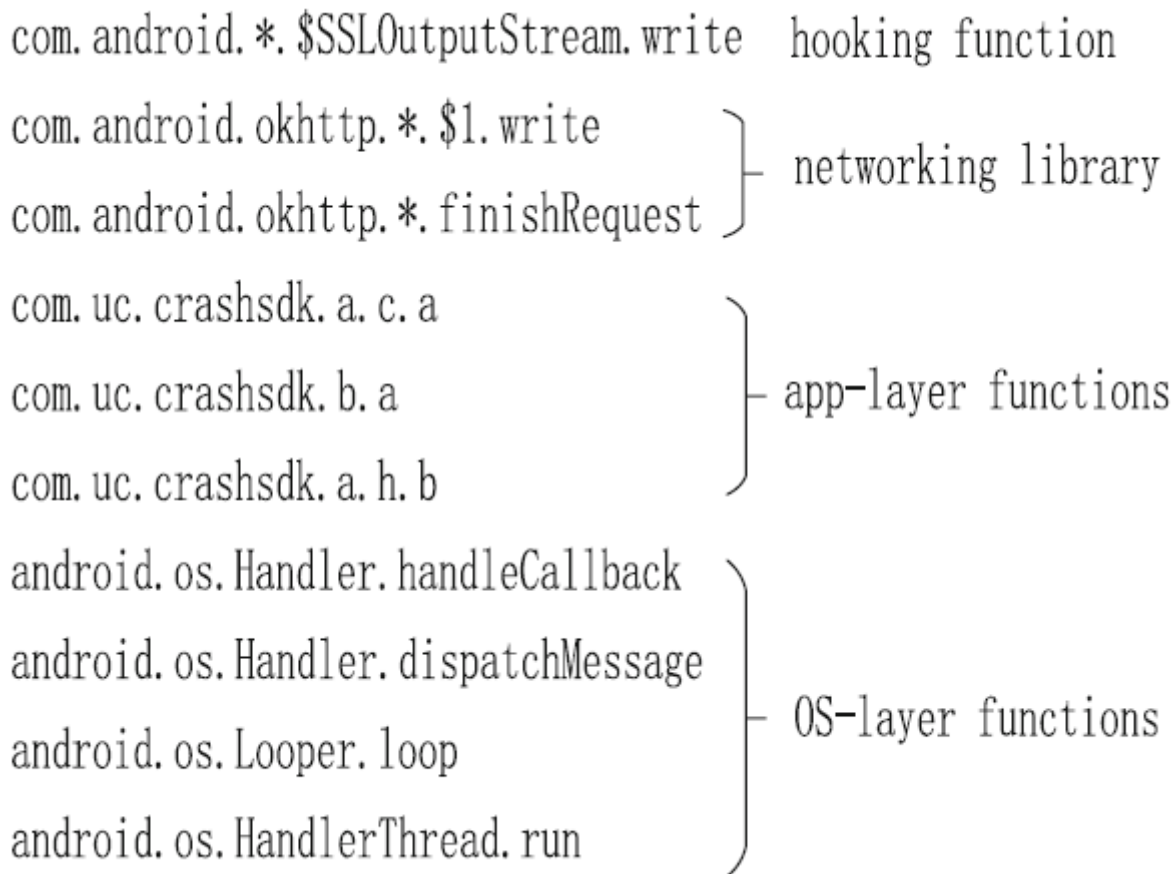 com.android.*.$SSLOutputStream.write hooking function
com.android.okhttp.*.$1.write
networking library
com.android.okhttp.*.finishRequest
com.uc.crashsdk.a.c.a
com.uc.crashsdk.b.a app-layer functions
com.uc.crashsdk.a.h.b
android.os.Handler.handleCallback
android.os.Handler.dispatchMessage
OS-layer functions
android.os.Looper.loop
android.os.HandlerThread.run